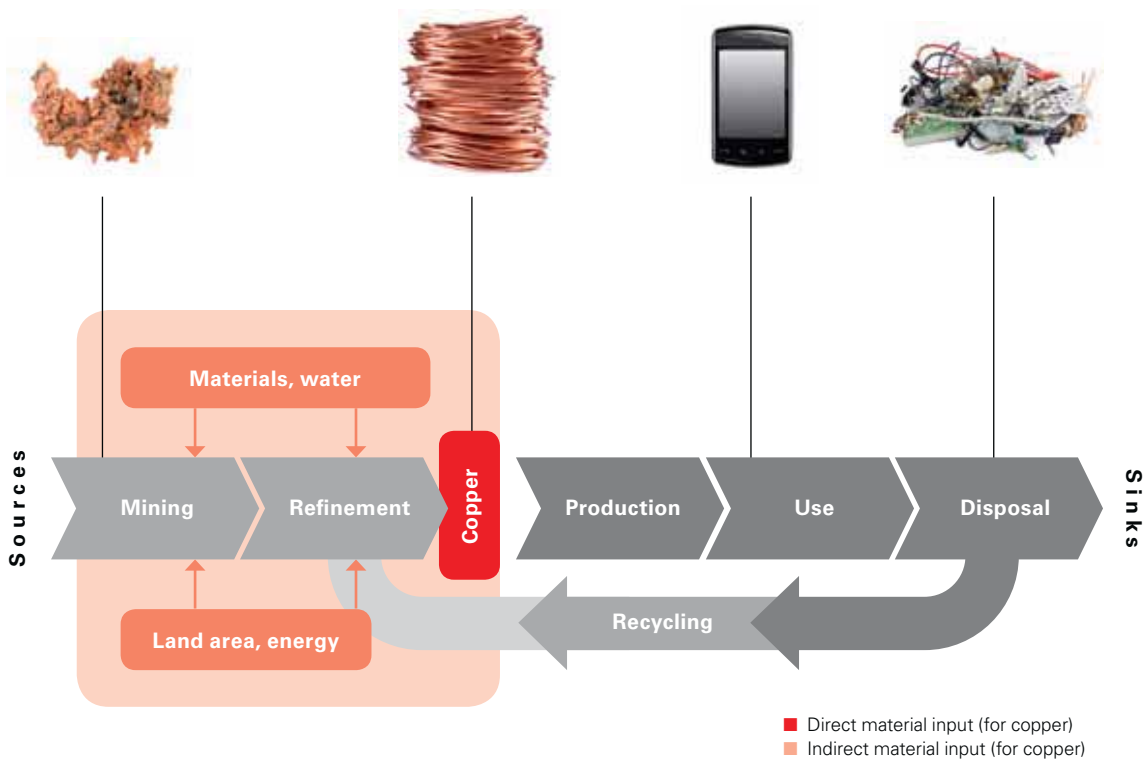 Materials, water
Sources
Mining
Refinement
Copper
Production
Use
Disposal
Sinks
Land area, energy
Recycling
Direct material input (for copper)
Indirect material input (for copper)